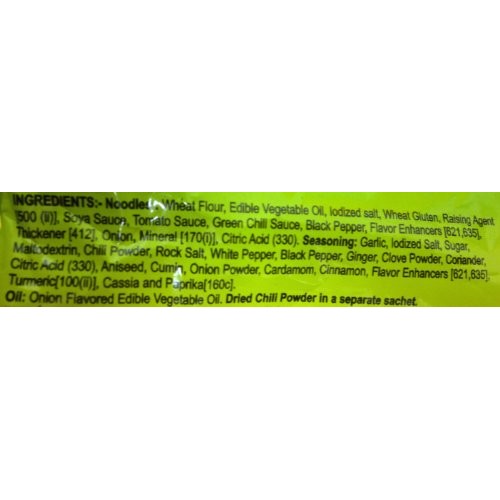 INGREDIENTS:- Noodles:- Wheat Flour, Edible Vegetable Oil, Iodized salt, Wheat Gluten, Raising Agent
[500 (ii)], Soya Sauce, Tomato Sauce, Green Chili Sauce, Black Pepper, Flavor Enhancers [621,635],
Thickener [412], Onion, Mineral [170(i)], Citric Acid (330). Seasoning: Garlic, Iodized Salt, Sugar,
Maltodextrin, Chili Powder, Rock Salt, White Pepper, Black Pepper, Ginger, Clove Powder, Coriander,
Citric Acid (330), Aniseed, Cumin, Onion Powder, Cardamom, Cinnamon, Flavor Enhancers [621,635],
Turmeric[100(ii)], Cassia and Paprika[160c].
Oil: Onion Flavored Edible Vegetable Oil. Dried Chili Powder in a separate sachet.